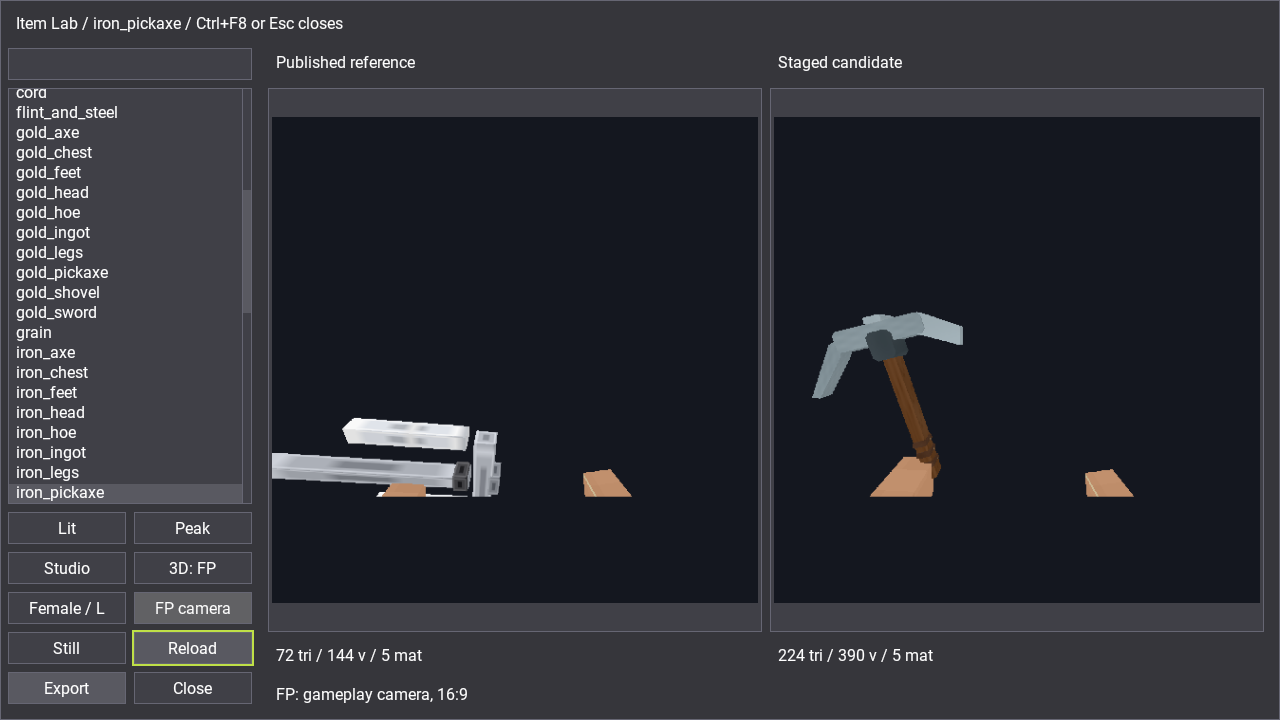 Item Lab / iron_pickaxe / Ctrl+F8 or Esc closes
Published reference
Staged candidate
cord
flint_and_steel
gold_axe
gold_chest
gold_feet
gold_head
gold_hoe
gold_ingot
gold_legs
gold_pickaxe
gold_shovel
gold_sword
grain
iron_axe
iron_chest
iron_feet
iron_head
iron_hoe
iron_ingot
iron_legs
iron_pickaxe
Lit
Peak
Studio
3D: FP
Female / L
FP camera
Still
Reload
Export
Close
72 tri / 144 v / 5 mat
224 tri / 390 v / 5 mat
FP: gameplay camera, 16:9